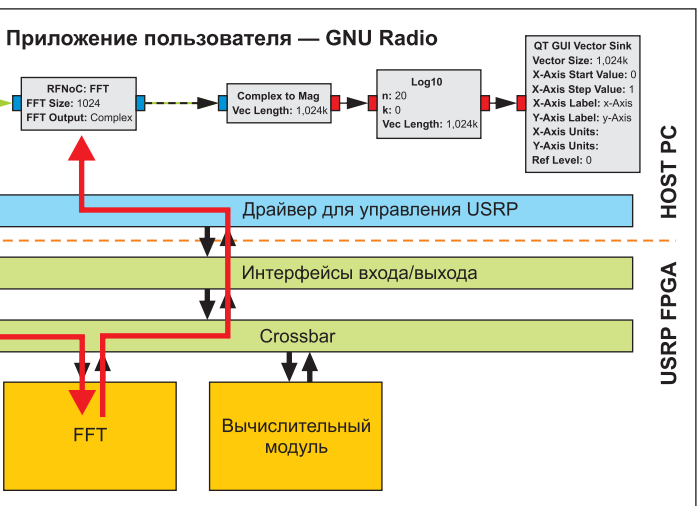 Приложение пользователя — GNU Radio
RFNoC: FFT
FFT Size: 1024
FFT Output: Complex
Complex to Mag
Vec Length: 1,024k
Log10
n: 20
k: 0
Vec Length: 1,024k
QT GUI Vector Sink
Vector Size: 1,024k
X-Axis Start Value: 0
X-Axis Step Value: 1
X-Axis Label: x-Axis
Y-Axis Label: y-Axis
X-Axis Units:
Y-Axis Units:
Ref Level: 0
HOST PC
Драйвер для управления USRP
Интерфейсы входа/выхода
USRP FPGA
Crossbar
FFT
Вычислительный
модуль